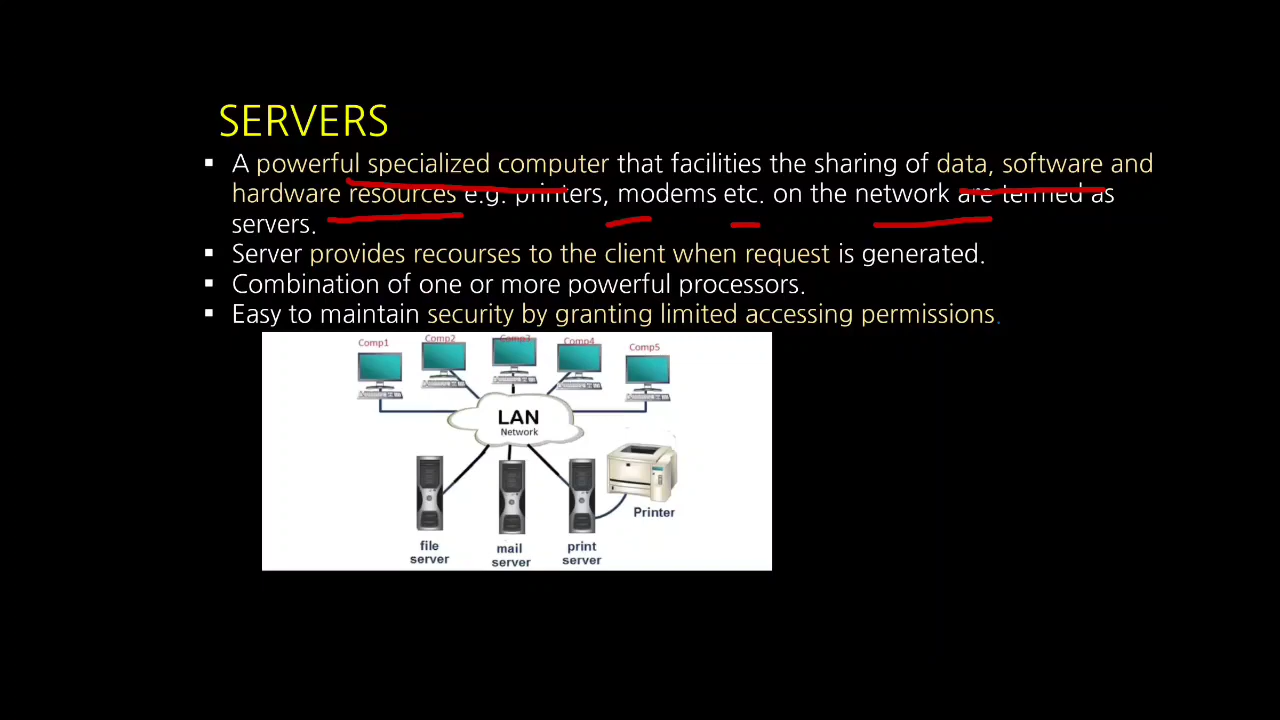 SERVERS
▪ A powerful specialized computer that facilities the sharing of data, software and
hardware resources e.g. printers, modems etc. on the network are termed as
servers.
▪ Server provides recourses to the client when request is generated.
▪ Combination of one or more powerful processors.
▪ Easy to maintain security by granting limited accessing permissions.
Comp1 Comp2 Comp3 Comp4 Comp5
LAN
Network
Printer
file mail print
server server server